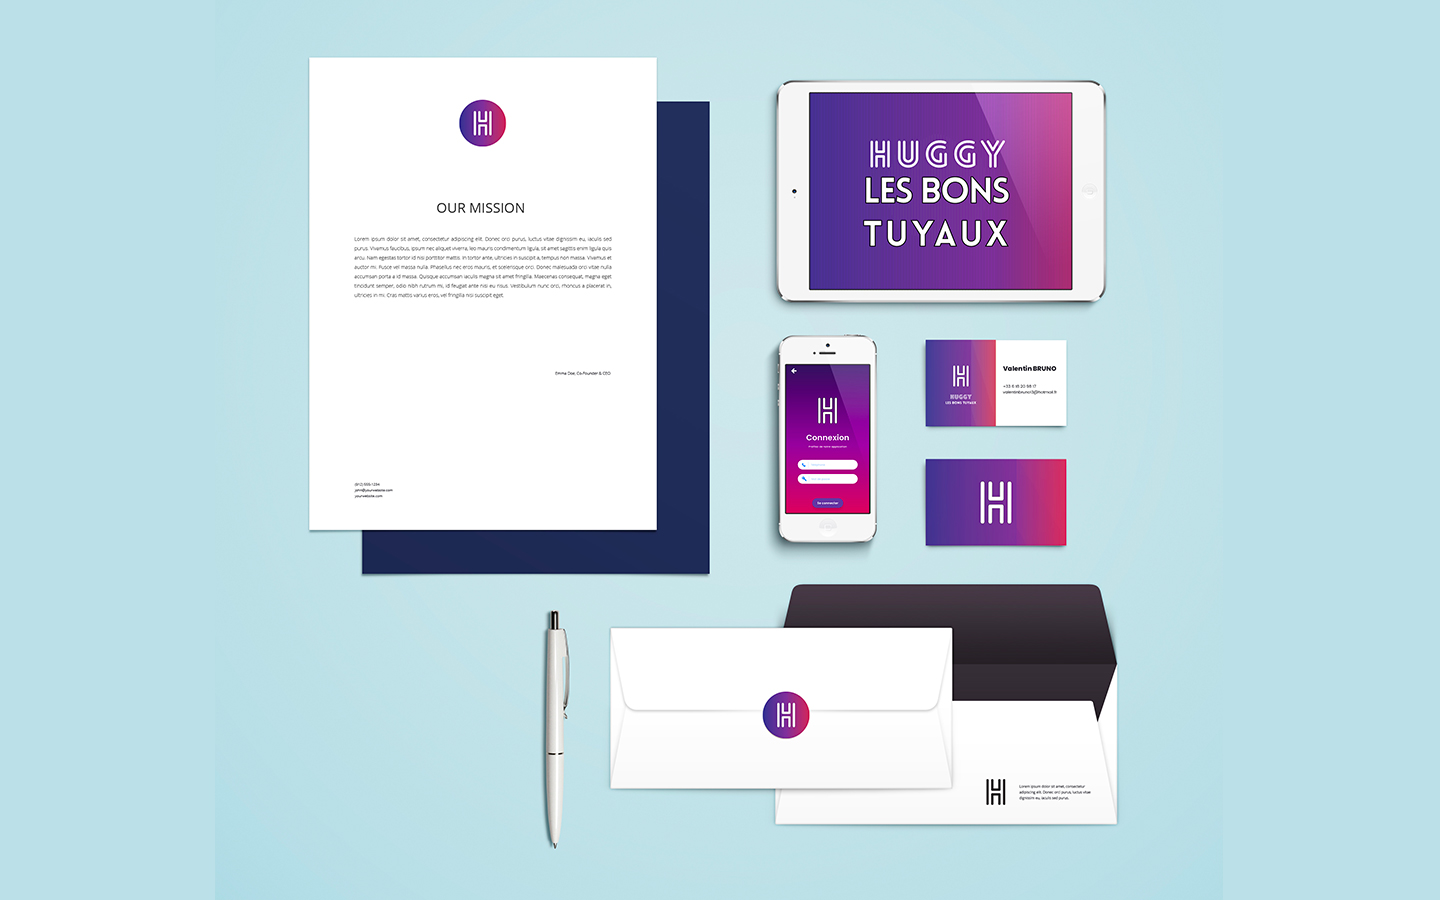 OUR MISSION
Lorem ipsum dolor sit amet, consectetur adipiscing elit. Donec orci purus, luctus vitae dignissim eu, iaculis sed
purus. Vivamus faucibus, ipsum nec aliquet viverra, leo mauris condimentum ligula, sit amet sagittis enim ligula quis
arcu. Nam egestas tortor id nisi porttitor mattis. In tortor ante, ultricies in suscipit a, tempus non massa. Vivamus et
auctor mi. Fusce vel massa nulla. Phasellus nec eros mauris, et scelerisque orci. Donec malesuada orci vitae nulla
accumsan porta a id massa. Quisque accumsan iaculis magna sit amet fringilla. Maecenas consequat, magna eget
tincidunt semper, odio nibh rutrum mi, id feugiat ante nisi eu risus. Vestibulum nunc orci, rhoncus a placerat in,
ultricies in mi. Cras mattis varius eros, vel fringilla nisi suscipit eget.
Emma Doe, Co-Founder & CEO
(612) 555-1234
john@yourwebsite.com
yourwebsite.com
HUGGY
LES BONS
TUYAUX
H
Connexion
Se connecter
H
HUGGY
LES BONS TUYAUX
Valentin BRUNO
valentinbruno13@hotmail.fr
H
H
H
Lorem ipsum dolor sit amet, consectetur
adipiscing elit. Donec orci purus, luctus vitae
dignissim eu, iaculis sed purus.